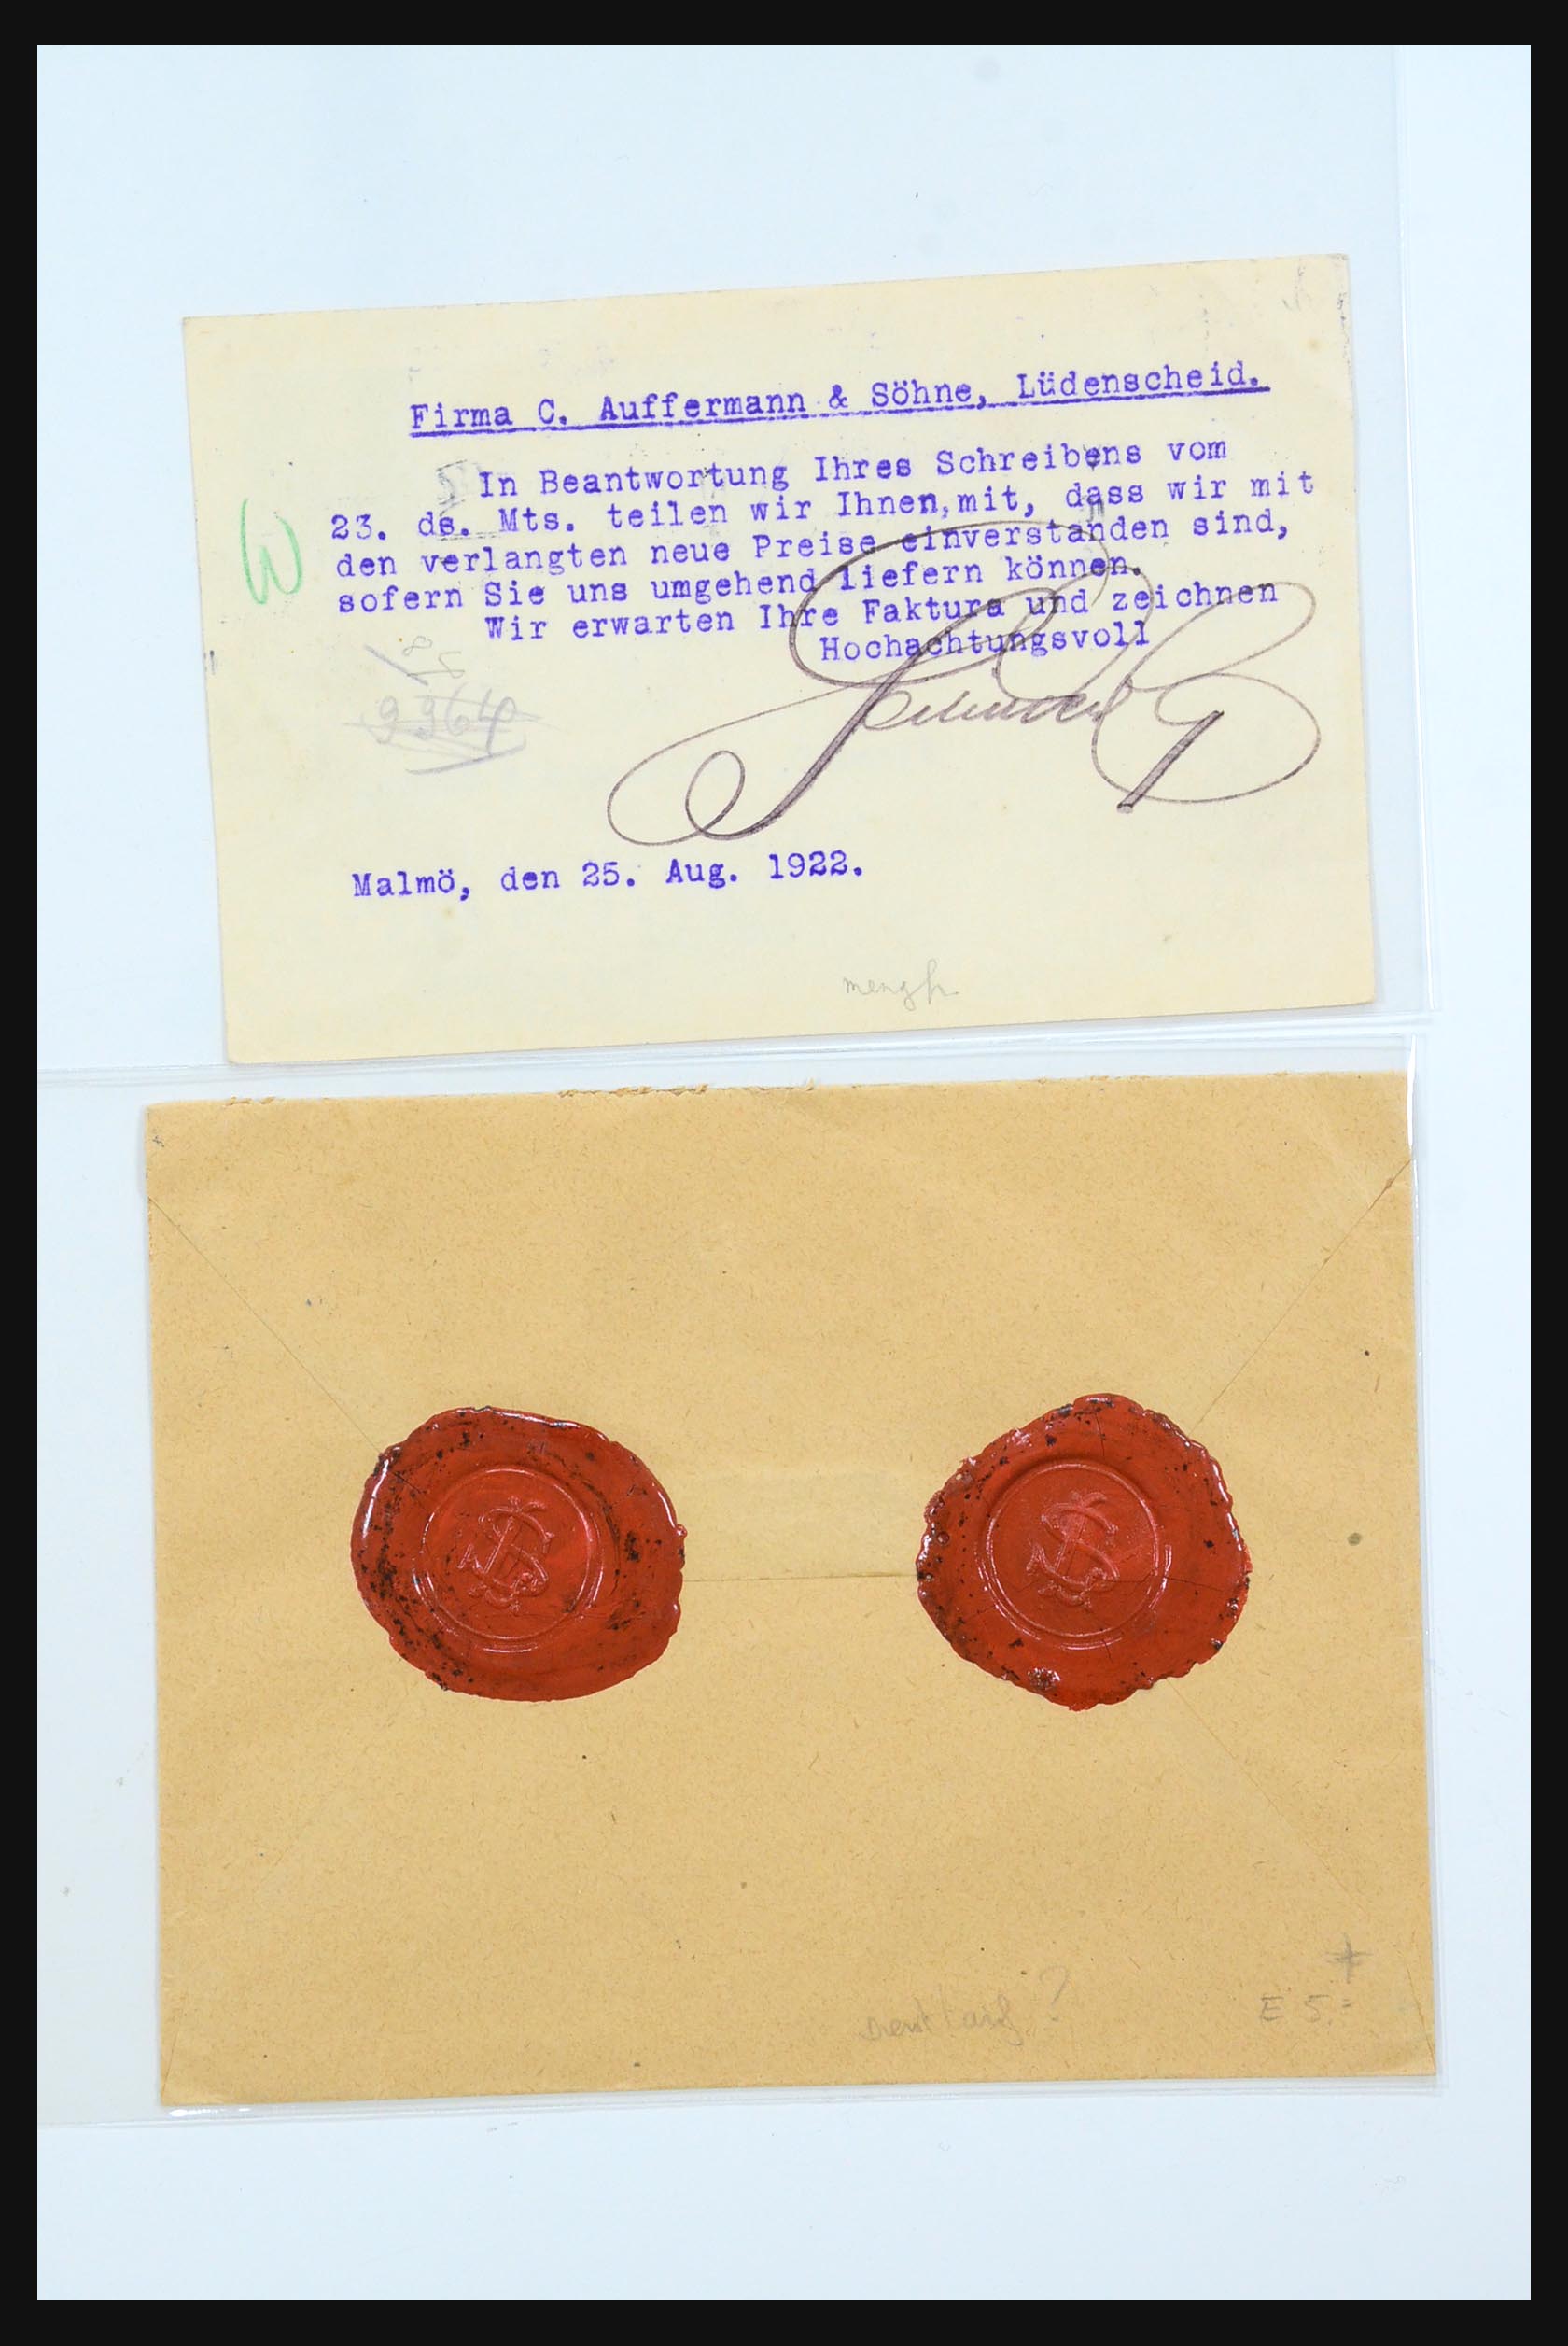 Firma C. Auffermann & Söhne, Lüdenscheid.
In Beantwortung Ihres Schreibens vom
23. ds. Mts. teilen wir Ihnen, mit, dass wir mit
den verlangten neue Preise einverstanden sind,
sofern Sie uns umgehend liefern können.
Wir erwarten Ihre Faktura und zeichnen
Hochachtungsvoll
9964
Malmö, den 25. Aug. 1922.
E 5.=